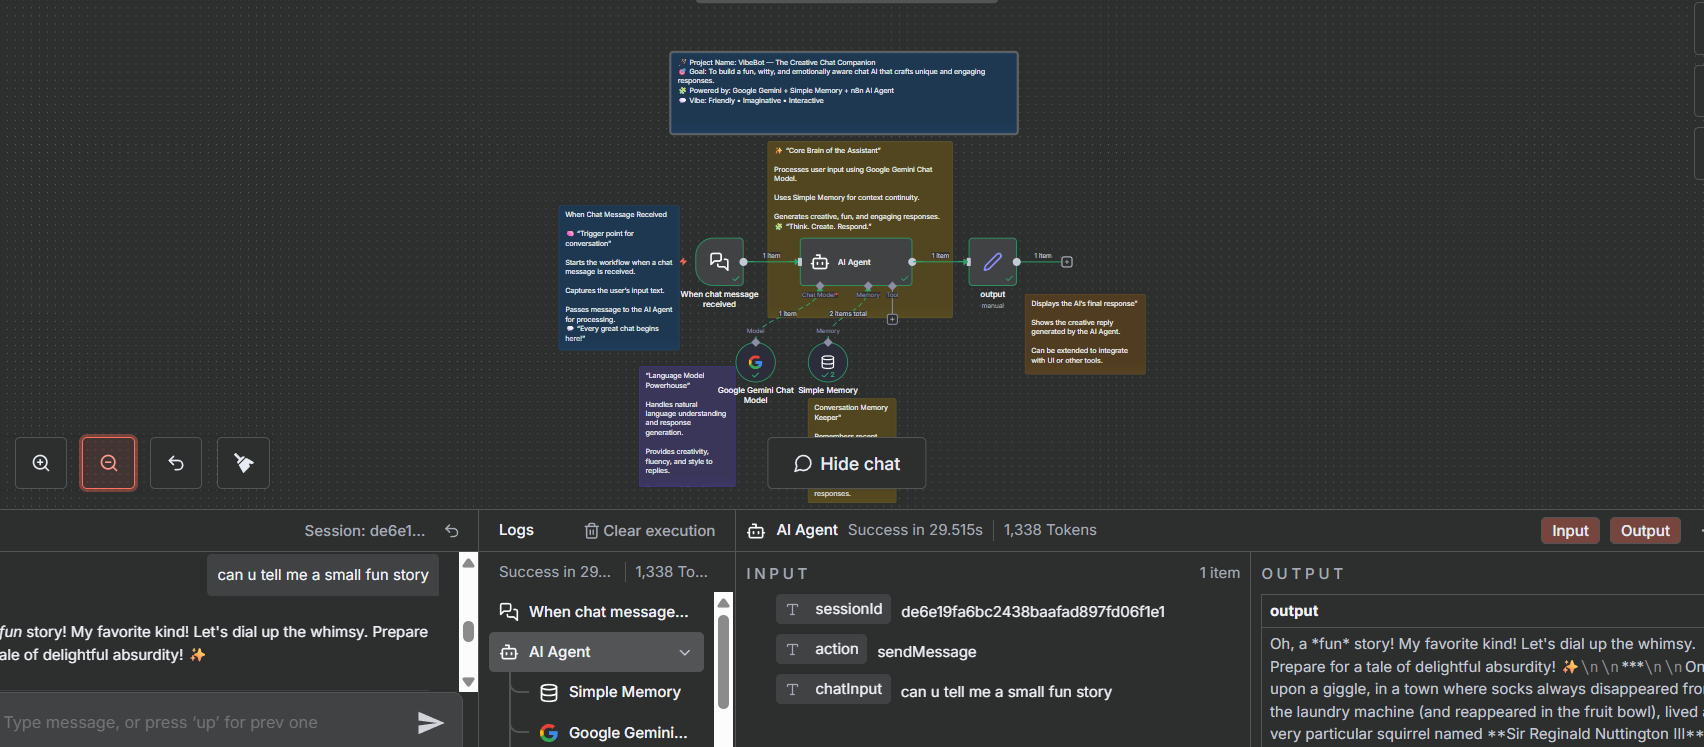 🚀 Project Name: VibeBot — The Creative Chat Companion
🎯 Goal: To build a fun, witty, and emotionally aware chat AI that crafts unique and engaging
responses.
🧩 Powered by: Google Gemini + Simple Memory + n8n AI Agent
💬 Vibe: Friendly • Imaginative • Interactive
✨ “Core Brain of the Assistant”
Processes user input using Google Gemini Chat
Model.
Uses Simple Memory for context continuity.
Generates creative, fun, and engaging responses.
🧩 “Think. Create. Respond.”
When Chat Message Received
🧠 “Trigger point for
conversation”
Starts the workflow when a chat
message is received.
Captures the user’s input text.
Passes message to the AI Agent
for processing.
💬 “Every great chat begins
here!”
When chat message
received
1 item
AI Agent
Chat Model*
Memory
Tool
1 item
output
manual
1 item
1 item
2 items total
Model
Memory
Google Gemini Chat
Model
2
Simple Memory
Displays the AI’s final response”
Shows the creative reply
generated by the AI Agent.
Can be extended to integrate
with UI or other tools.
“Language Model
Powerhouse”
Handles natural
language understanding
and response
generation.
Provides creativity,
fluency, and style to
replies.
Conversation Memory
Keeper”
Remembers recent
responses.
Hide chat
Session: de6e1...
can u tell me a small fun story
fun story! My favorite kind! Let's dial up the whimsy. Prepare
ale of delightful absurdity! ✨
Type message, or press ‘up’ for prev one
Logs
Clear execution
Success in 29...
1,338 To...
When chat message...
AI Agent
Simple Memory
Google Gemini...
AI Agent
Success in 29.515s
1,338 Tokens
Input
Output
INPUT
1 item
T sessionId de6e19fa6bc2438baafad897fd06f1e1
T action sendMessage
T chatInput can u tell me a small fun story
OUTPUT
output
Oh, a *fun* story! My favorite kind! Let's dial up the whimsy.
Prepare for a tale of delightful absurdity! ✨\n\n***\n\nOn
upon a giggle, in a town where socks always disappeared fro
the laundry machine (and reappeared in the fruit bowl), lived a
very particular squirrel named **Sir Reginald Nuttington III**